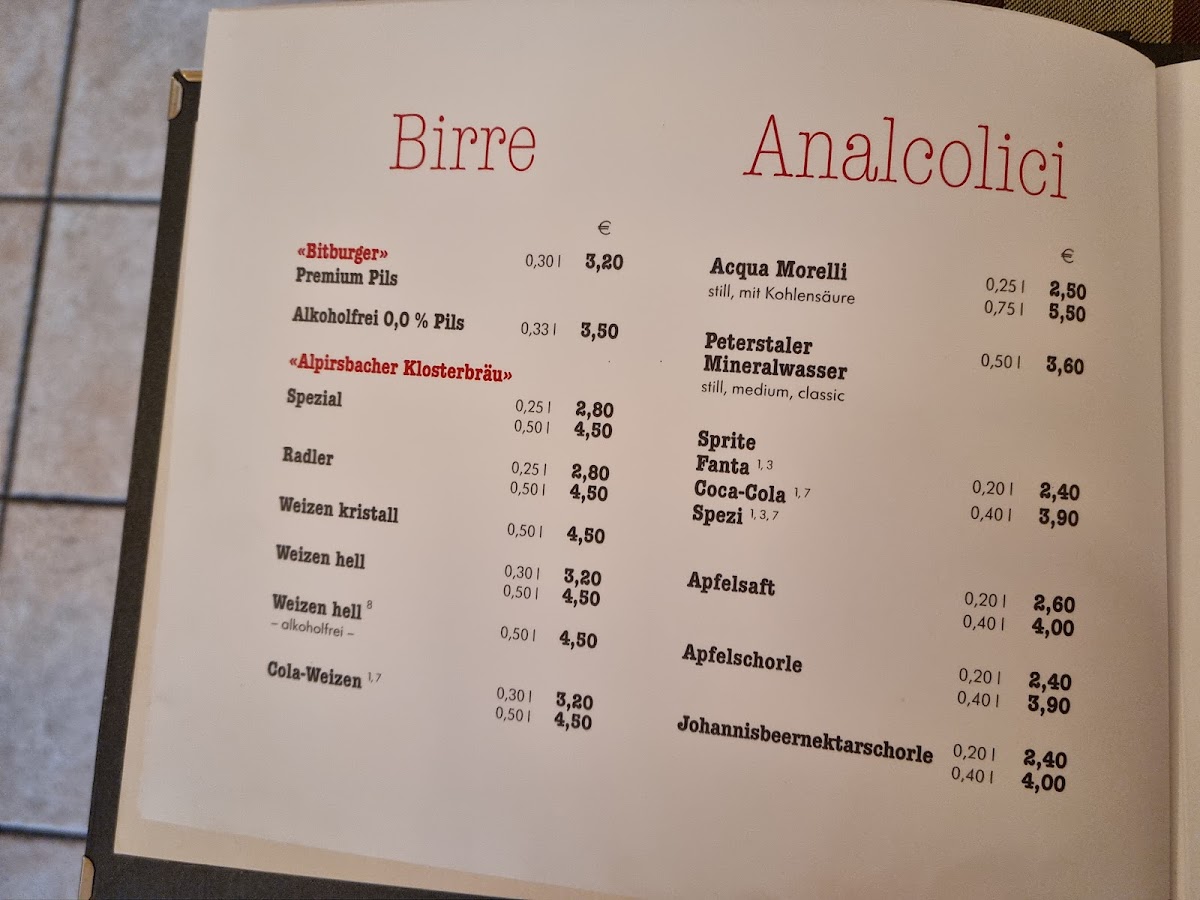 Birre
€
«Bitburger»
Premium Pils 0,30 l 3,20
Alkoholfrei 0,0 % Pils 0,33 l 3,50
«Alpirsbacher Klosterbräu»
Spezial 0,25 l 2,80
0,50 l 4,50
Radler 0,25 l 2,80
0,50 l 4,50
Weizen kristall 0,50 l 4,50
Weizen hell 0,30 l 3,20
0,50 l 4,50
Weizen hell 8
– alkoholfrei – 0,50 l 4,50
Cola-Weizen 1,7 0,30 l 3,20
0,50 l 4,50
Analcolici
€
Acqua Morelli 0,25 l 2,50
still, mit Kohlensäure 0,75 l 5,50
Peterstaler
Mineralwasser 0,50 l 3,60
still, medium, classic
Sprite
Fanta 1, 3
Coca-Cola 1, 7 0,20 l 2,40
Spezi 1, 3, 7 0,40 l 3,90
Apfelsaft 0,20 l 2,60
0,40 l 4,00
Apfelschorle 0,20 l 2,40
0,40 l 3,90
Johannisbeernektarschorle 0,20 l 2,40
0,40 l 4,00